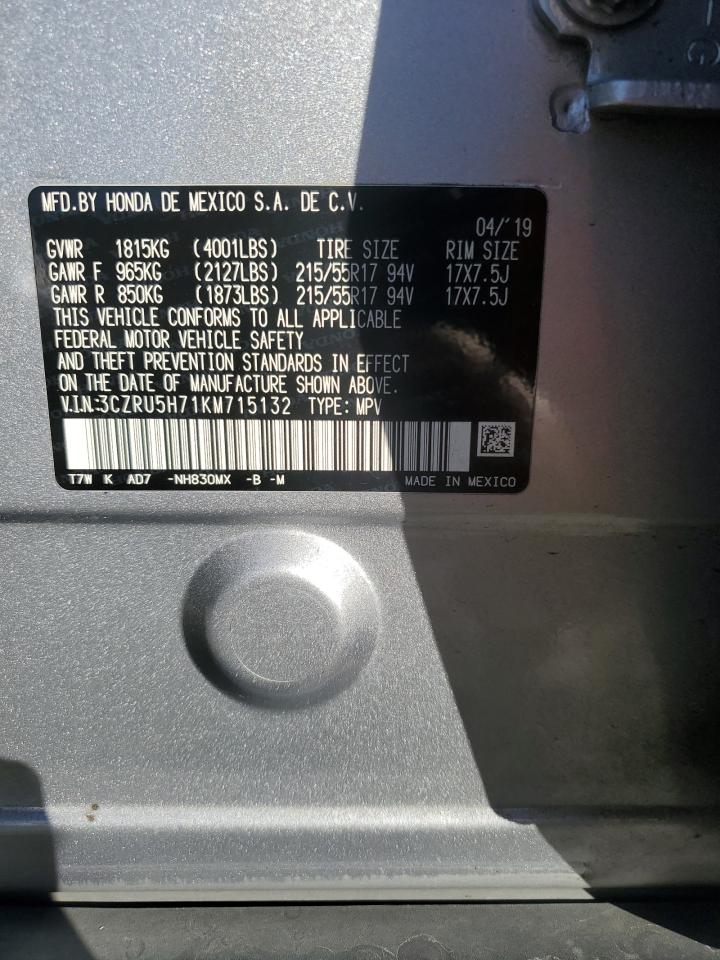 MFD.BY HONDA DE MEXICO S.A. DE C.V.
04/'19
GVWR 1815KG (4001LBS) TIRE SIZE RIM SIZE
GAWR F 965KG (2127LBS) 215/55R17 94V 17X7.5J
GAWR R 850KG (1873LBS) 215/55R17 94V 17X7.5J
THIS VEHICLE CONFORMS TO ALL APPLICABLE
FEDERAL MOTOR VEHICLE SAFETY
AND THEFT PREVENTION STANDARDS IN EFFECT
ON THE DATE OF MANUFACTURE SHOWN ABOVE.
V.I.N:3CZRU5H71KM715132 TYPE: MPV
T7W K AD7 -NH830MX -B -M MADE IN MEXICO